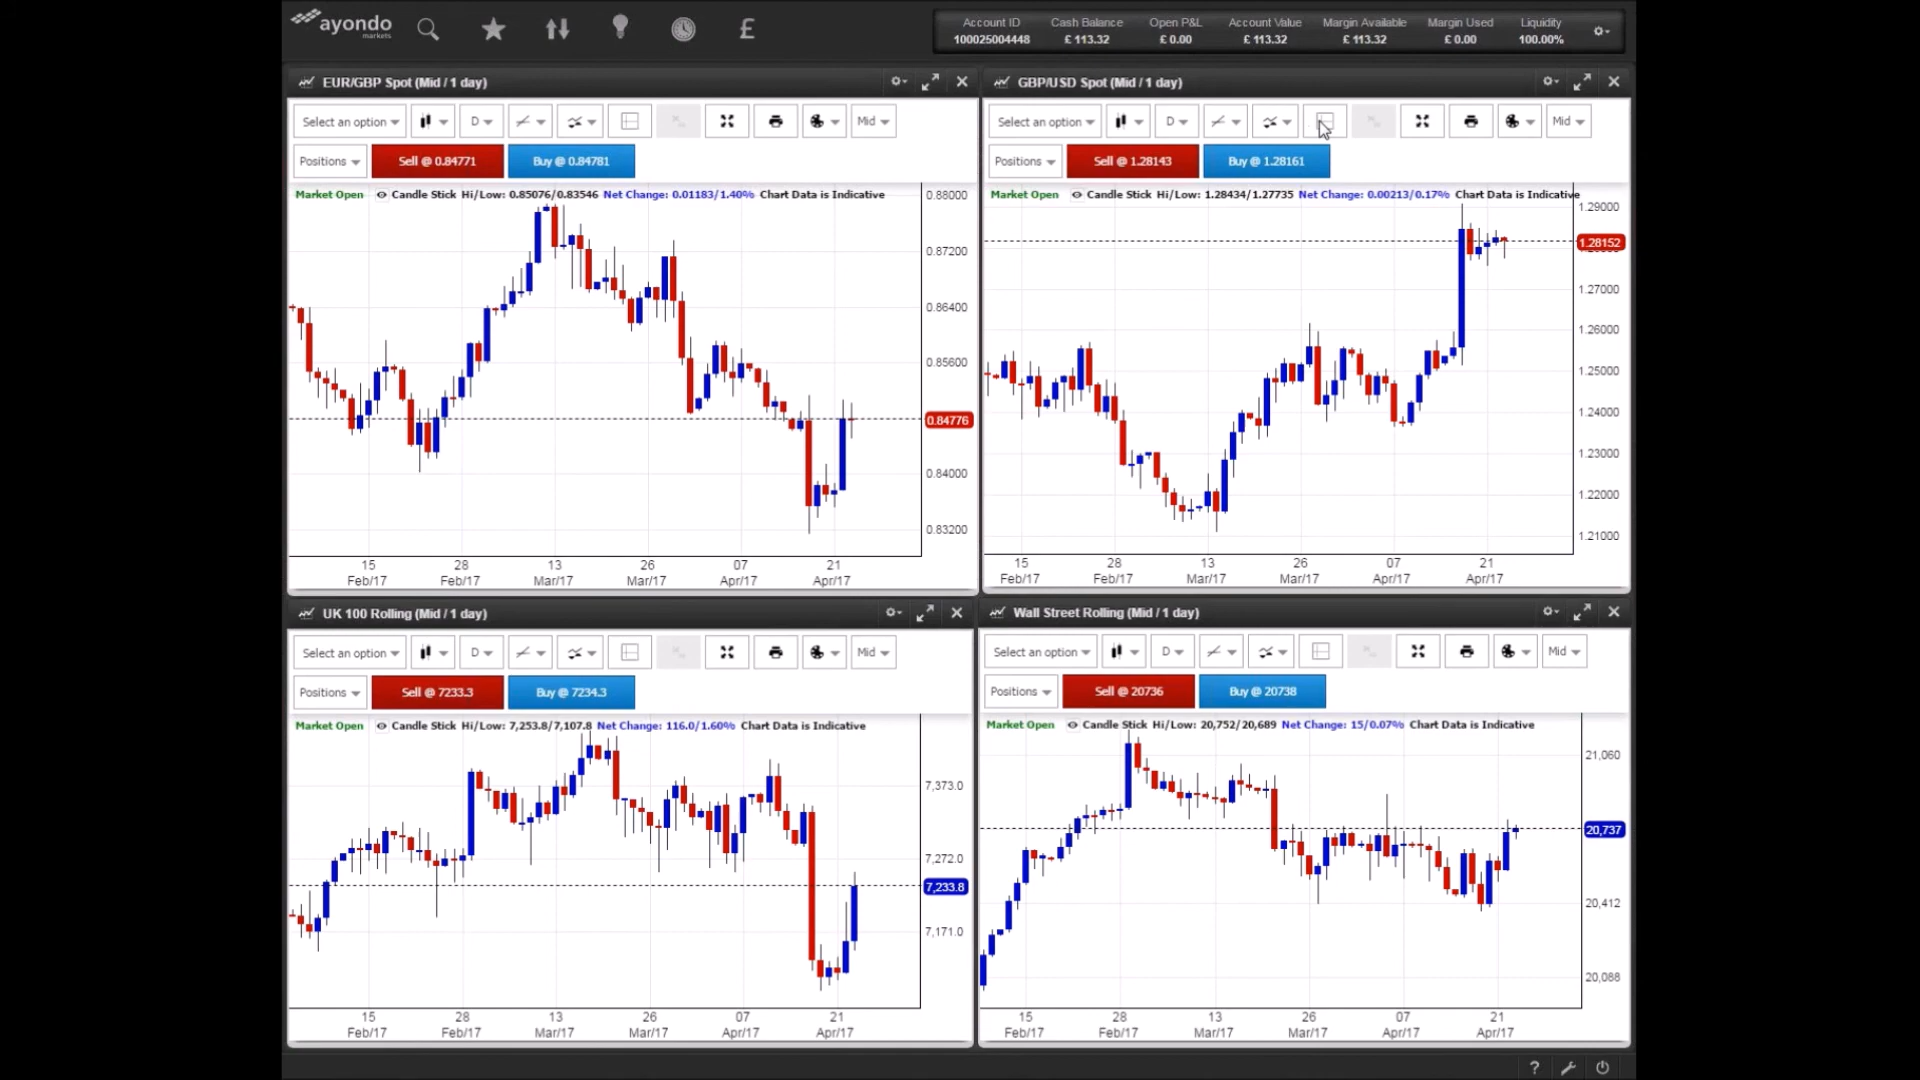 ayondo
markets
£
Account ID Cash Balance Open P&L Account Value Margin Available Margin Used Liquidity
100025004448 £ 113.32 £ 0.00 £ 113.32 £ 113.32 £ 0.00 100.00%
EUR/GBP Spot (Mid / 1 day)
Select an option D Mid
Positions Sell @ 0.84771 Buy @ 0.84781
Market Open Candle Stick Hi/Low: 0.85076/0.83546 Net Change: 0.01183/1.40% Chart Data is Indicative
0.88000
0.87200
0.86400
0.85600
0.84776
0.84000
0.83200
15 28 13 26 07 21
Feb/17 Feb/17 Mar/17 Mar/17 Apr/17 Apr/17
GBP/USD Spot (Mid / 1 day)
Select an option D Mid
Positions Sell @ 1.28143 Buy @ 1.28161
Market Open Candle Stick Hi/Low: 1.28434/1.27735 Net Change: 0.00213/0.17% Chart Data is Indicative
1.29000
1.28152
1.27000
1.26000
1.25000
1.24000
1.23000
1.22000
1.21000
15 28 13 26 07 21
Feb/17 Feb/17 Mar/17 Mar/17 Apr/17 Apr/17
UK 100 Rolling (Mid / 1 day)
Select an option D Mid
Positions Sell @ 7233.3 Buy @ 7234.3
Market Open Candle Stick Hi/Low: 7,253.8/7,107.8 Net Change: 116.0/1.60% Chart Data is Indicative
7,373.0
7,272.0
7,233.8
7,171.0
15 28 13 26 07 21
Feb/17 Feb/17 Mar/17 Mar/17 Apr/17 Apr/17
Wall Street Rolling (Mid / 1 day)
Select an option D Mid
Positions Sell @ 20736 Buy @ 20738
Market Open Candle Stick Hi/Low: 20,752/20,689 Net Change: 15/0.07% Chart Data is Indicative
21,060
20,737
20,412
20,088
15 28 13 26 07 21
Feb/17 Feb/17 Mar/17 Mar/17 Apr/17 Apr/17
?